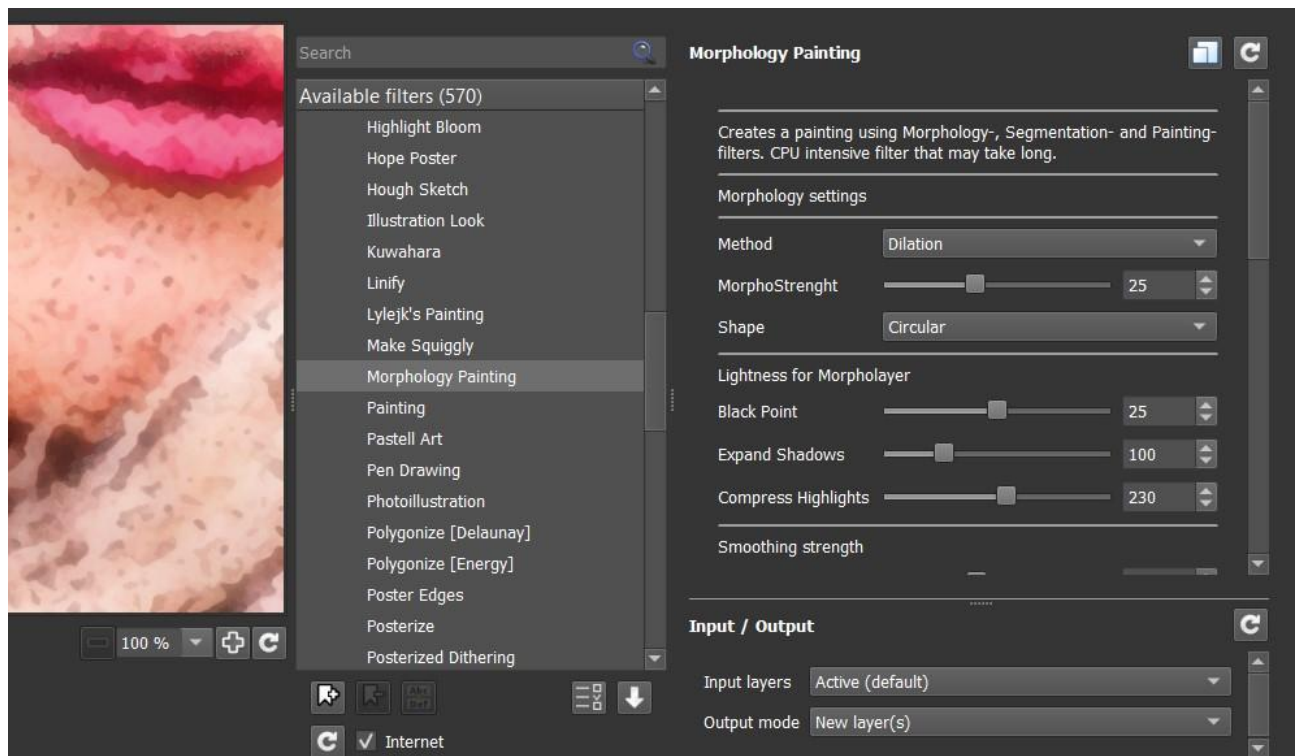 Search
Available filters (570)
Highlight Bloom
Hope Poster
Hough Sketch
Illustration Look
Kuwahara
Linify
Lylejk's Painting
Make Squiggly
Morphology Painting
Painting
Pastell Art
Pen Drawing
Photoillustration
Polygonize [Delaunay]
Polygonize [Energy]
Poster Edges
Posterize
Posterized Dithering
100 %
Internet
Morphology Painting
Creates a painting using Morphology-, Segmentation- and Painting-
filters. CPU intensive filter that may take long.
Morphology settings
Method Dilation
MorphoStrenght 25
Shape Circular
Lightness for Morpholayer
Black Point 25
Expand Shadows 100
Compress Highlights 230
Smoothing strength
Input / Output
Input layers Active (default)
Output mode New layer(s)